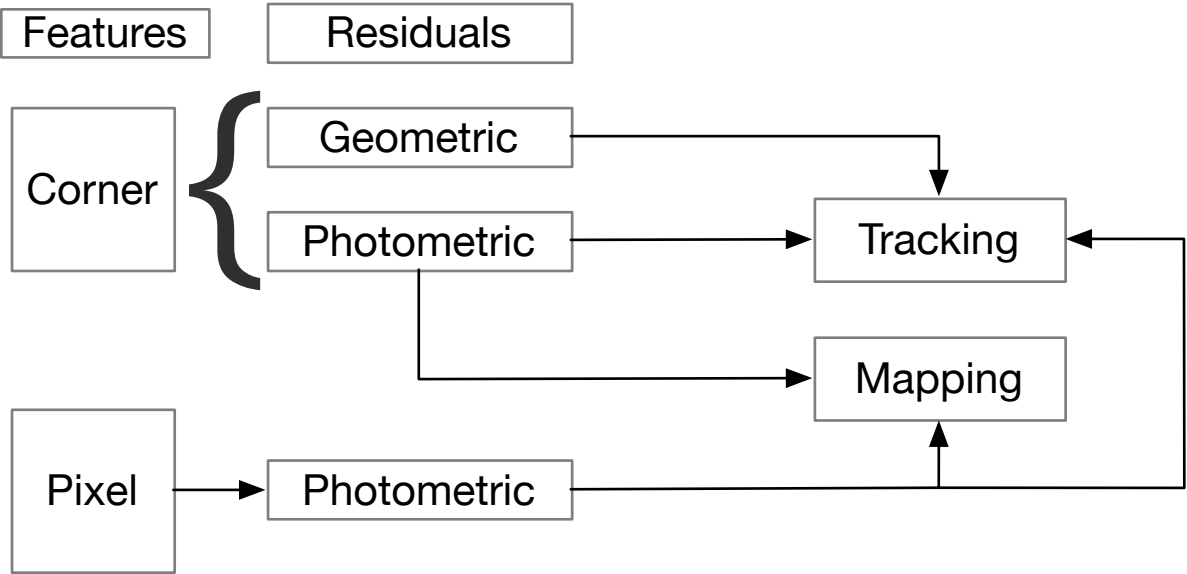 Features
Residuals
Corner
Geometric
Photometric
Tracking
Mapping
Pixel
Photometric